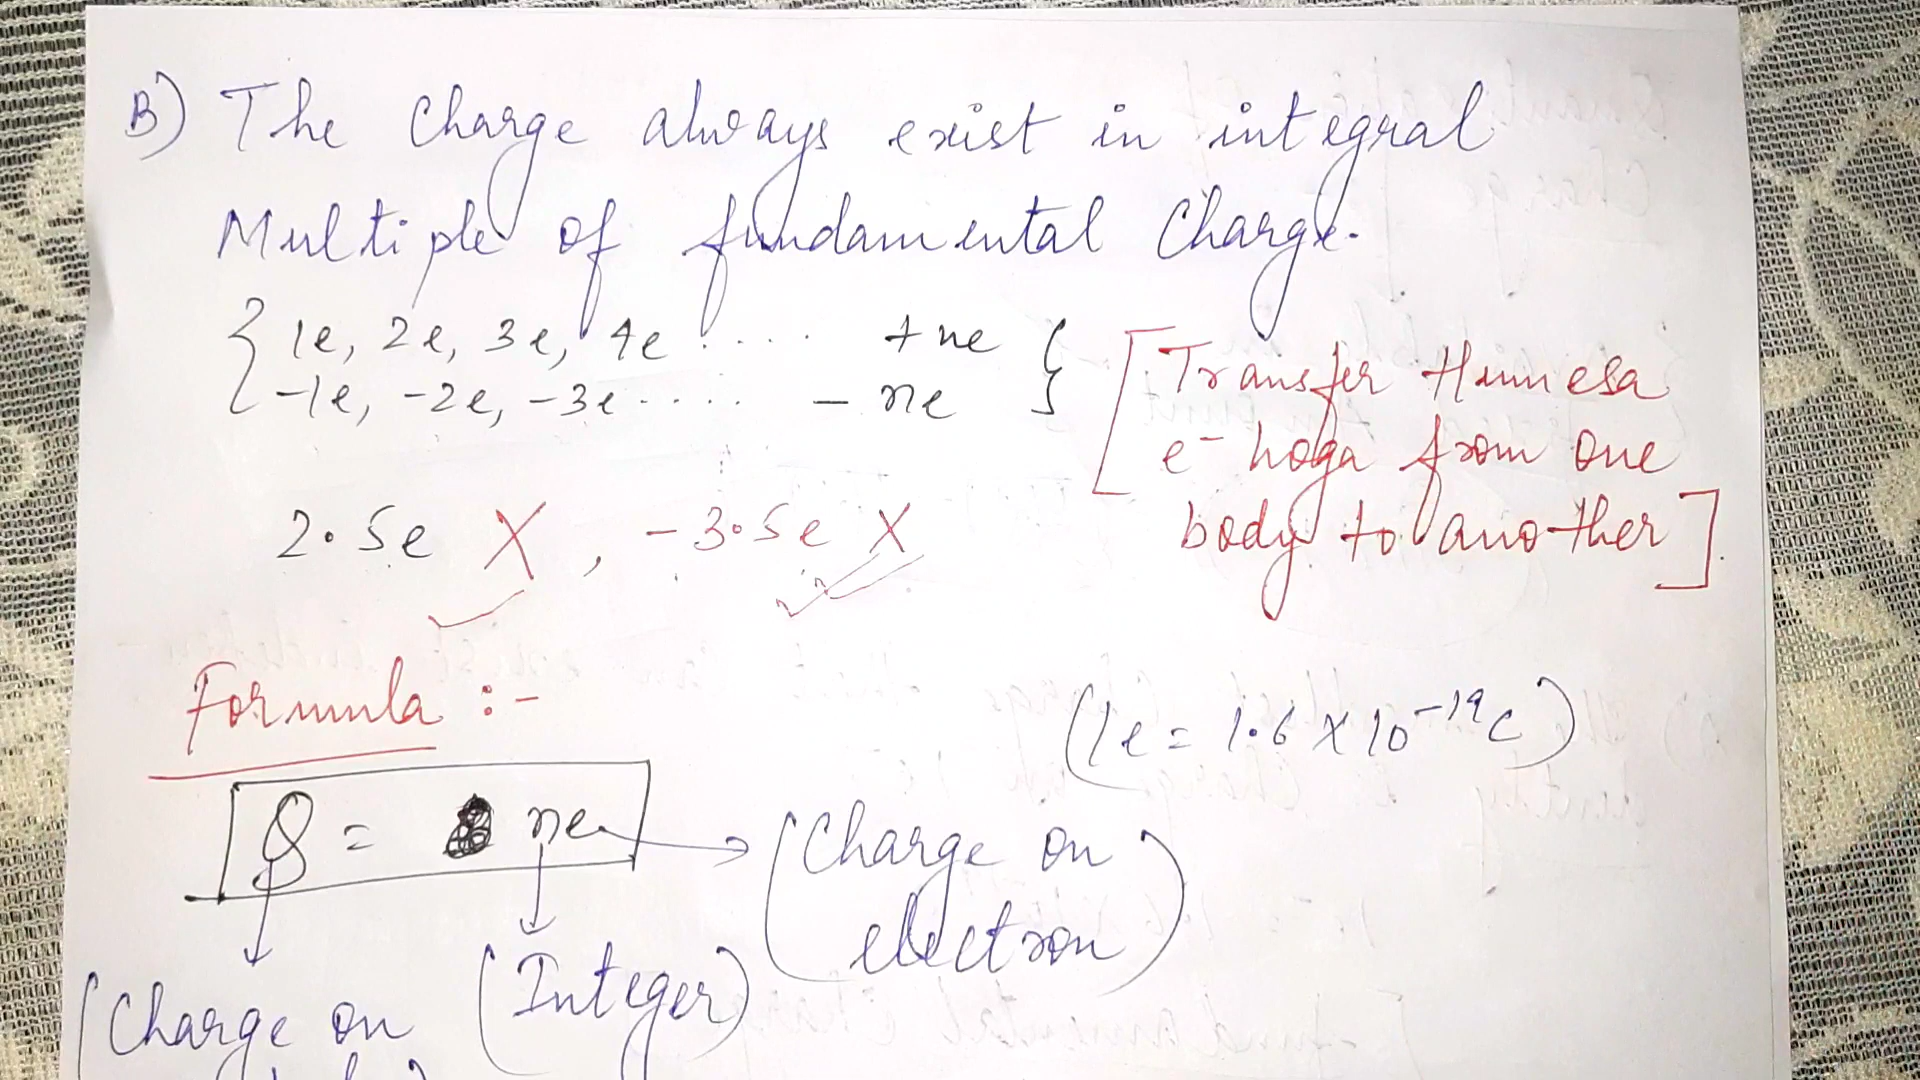 B) The Charge always exist in integral
Multiple of fundamental Charge.
{ 1e, 2e, 3e, 4e .... +ne }
-1e, -2e, -3e .... - ne
[Transfer Humesa
e⁻ hoga from one
body to another]
2.5e X, -3.5e X
Formula :-
(1e = 1.6 X 10⁻¹⁹ C)
Q = ne
(Charge on
electron)
(Integer)
(Charge on